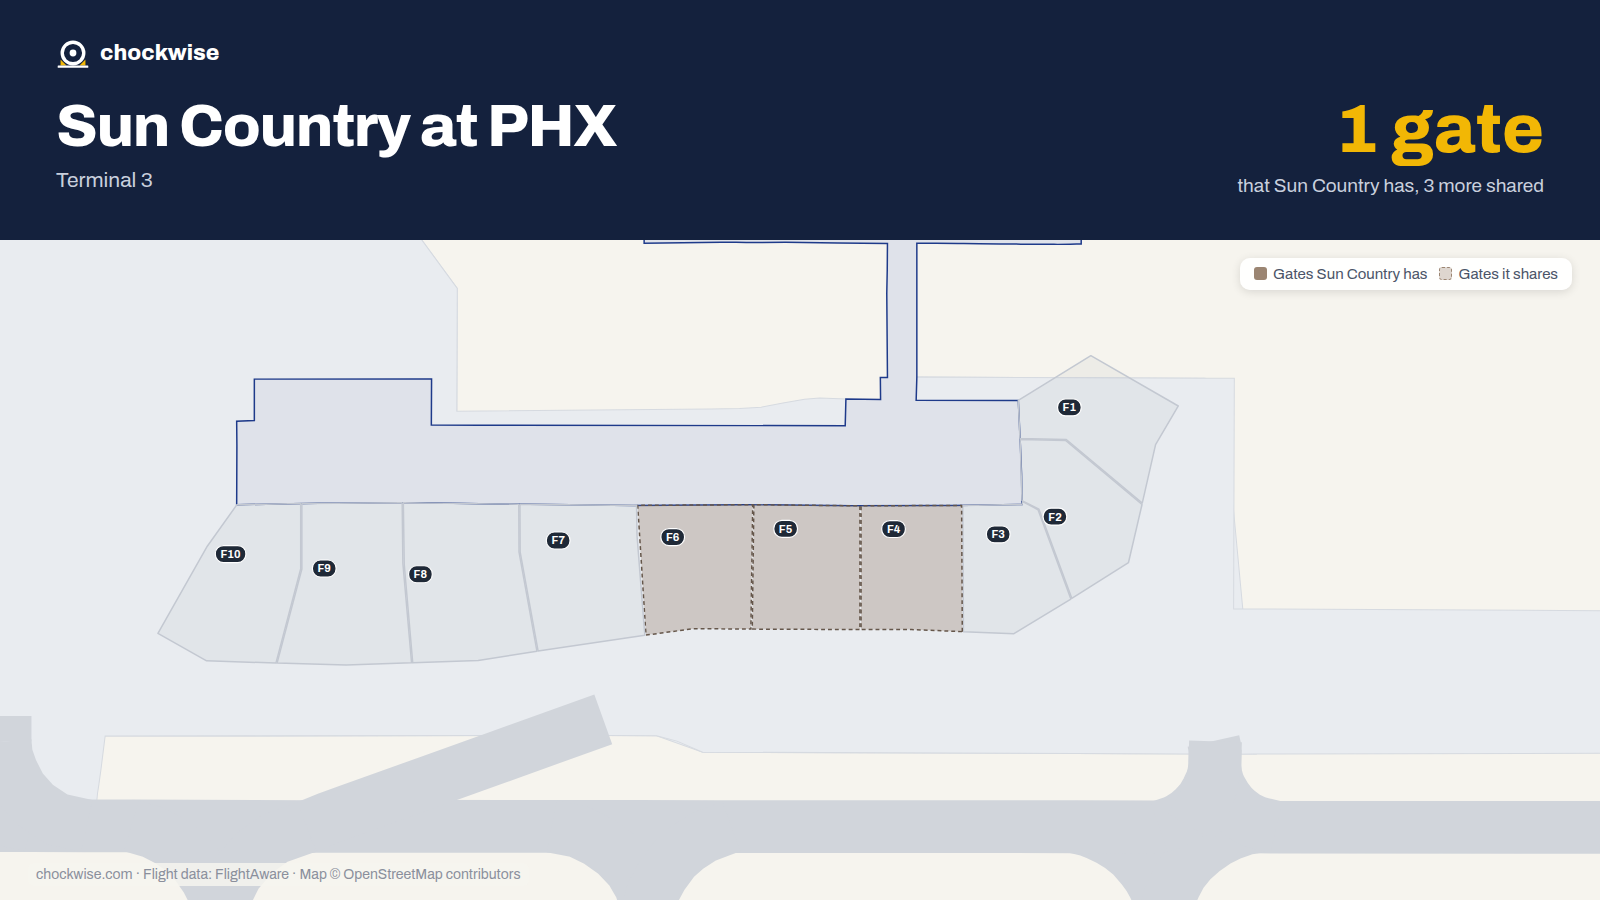 chockwise
Sun Country at PHX
Terminal 3
1 gate
that Sun Country has, 3 more shared
Gates Sun Country has
Gates it shares
F1
F2
F3
F4
F5
F6
F7
F8
F9
F10
chockwise.com · Flight data: FlightAware · Map © OpenStreetMap contributors